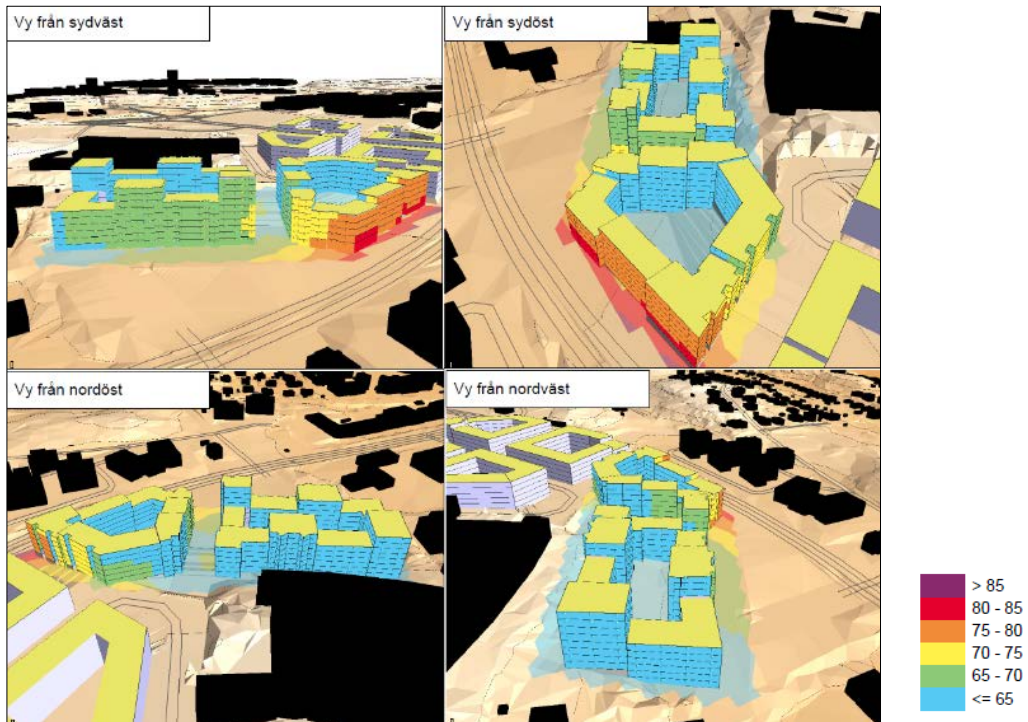 Vy från sydväst
Vy från sydöst
Vy från nordöst
Vy från nordväst
> 85
80 - 85
75 - 80
70 - 75
65 - 70
<= 65